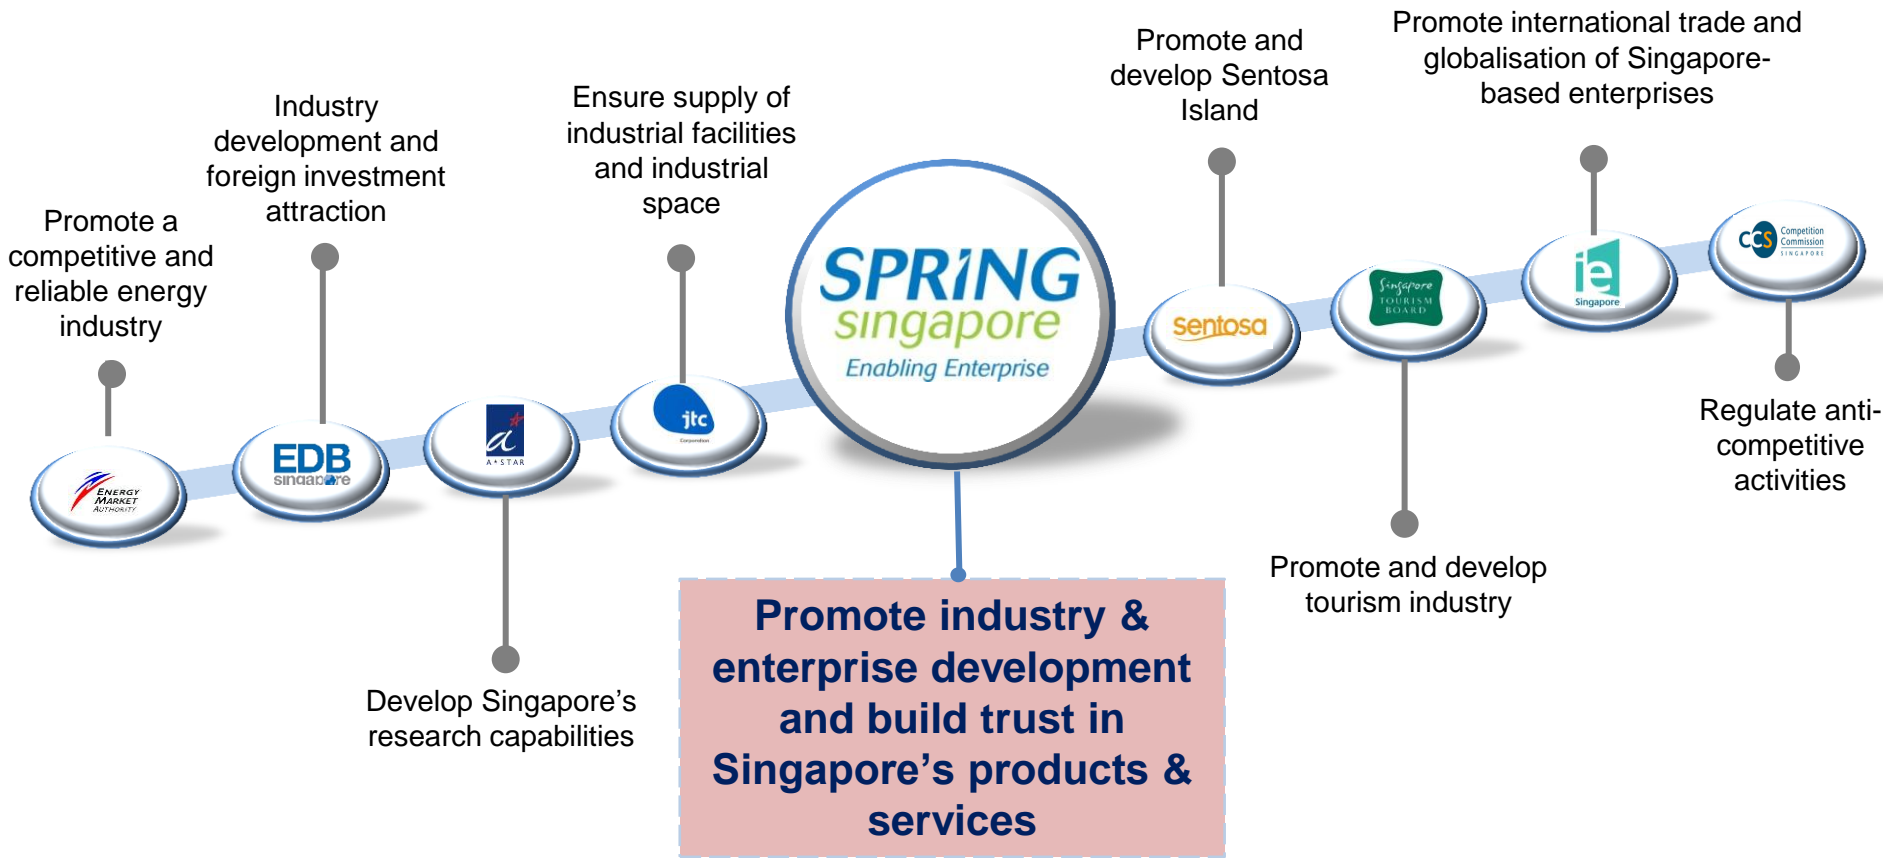 Promote a
competitive and
reliable energy
industry
ENERGY
MARKET
AUTHORITY
Industry
development and
foreign investment
attraction
EDB
singapore
a
A*STAR
Develop Singapore’s
research capabilities
Ensure supply of
industrial facilities
and industrial
space
jtc
Corporation
SPRING
singapore
Enabling Enterprise
Promote industry &
enterprise development
and build trust in
Singapore’s products &
services
Promote and
develop Sentosa
Island
sentosa
Singapore
TOURISM
BOARD
Promote and develop
tourism industry
Promote international trade and
globalisation of Singapore-
based enterprises
ie
Singapore
CCS
Competition
Commission
SINGAPORE
Regulate anti-
competitive
activities